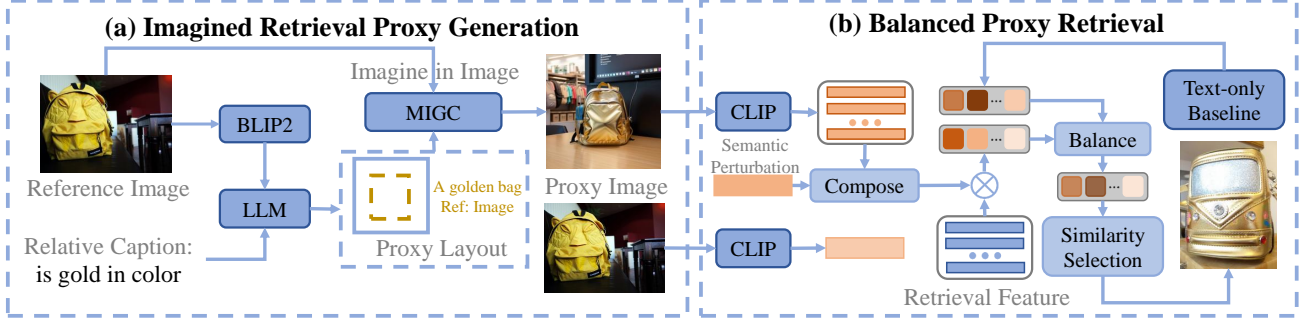 (a) Imagined Retrieval Proxy Generation
Imagine in Image
BLIP2
MIGC
Reference Image
LLM
A golden bag
Ref: Image
Proxy Layout
Proxy Image
Relative Caption:
is gold in color
(b) Balanced Proxy Retrieval
CLIP
Semantic
Perturbation
Compose
CLIP
...
...
Balance
Text-only
Baseline
...
Similarity
Selection
Retrieval Feature